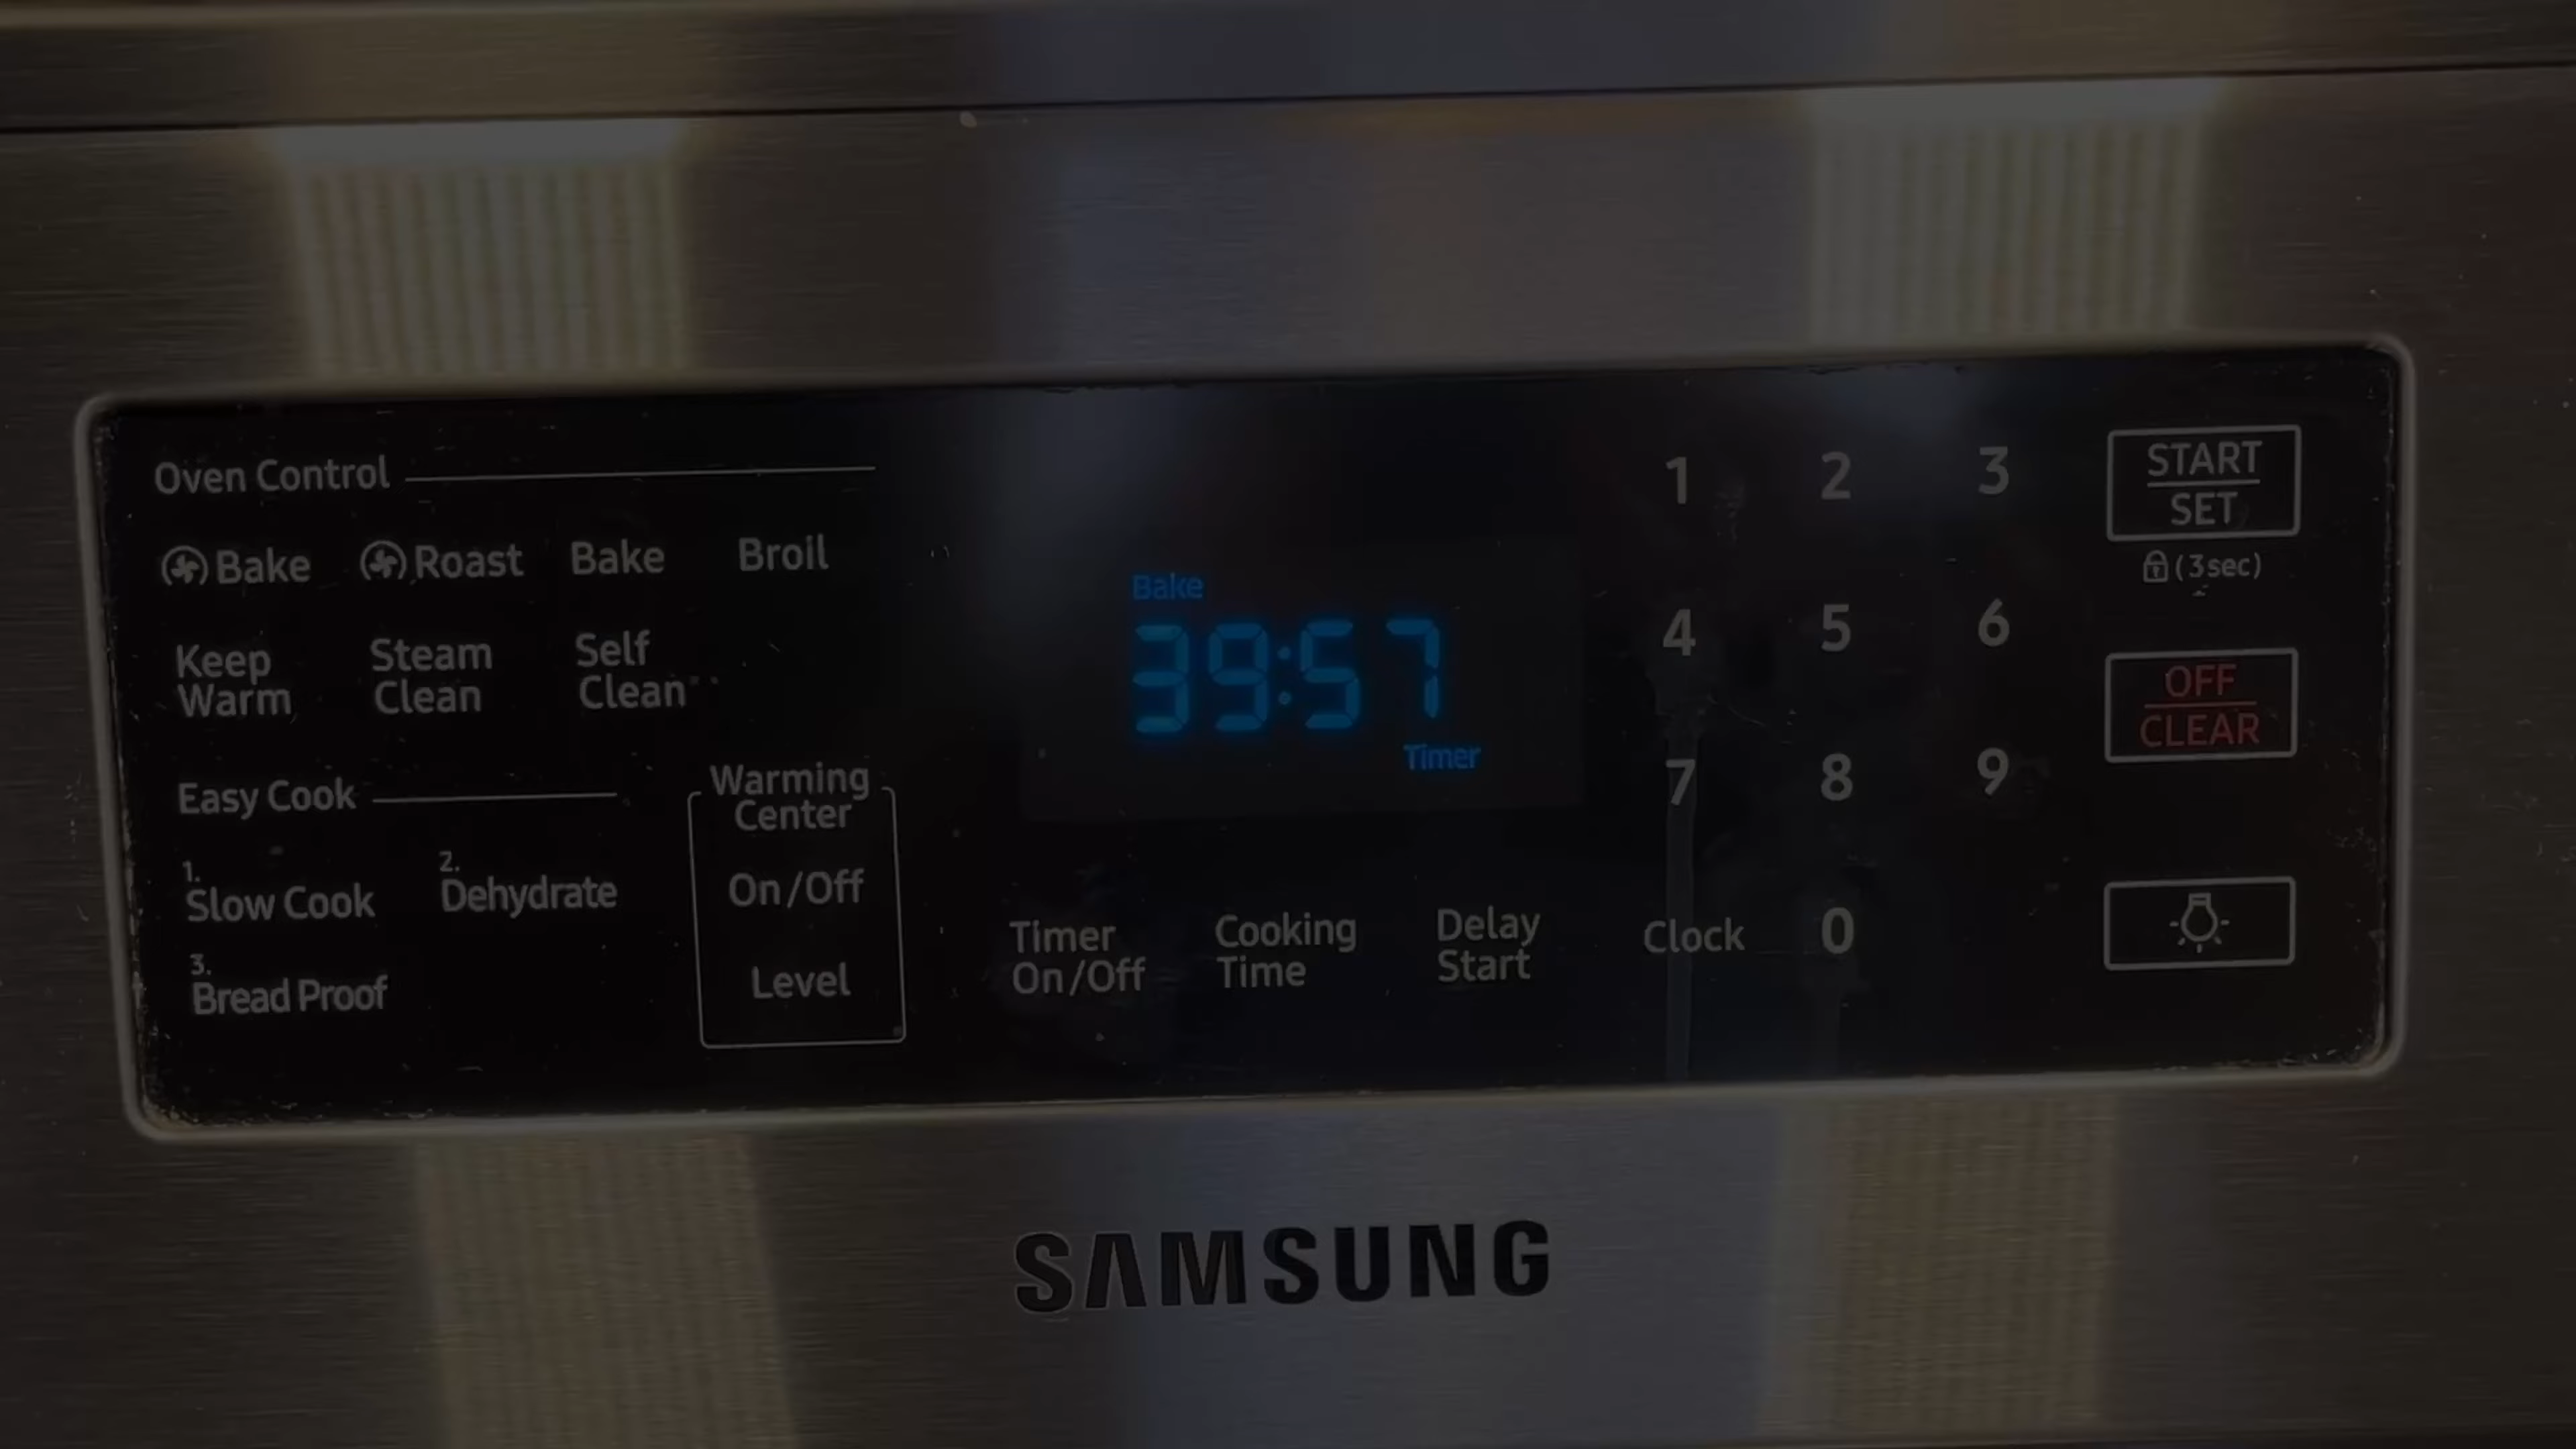 Oven Control
Bake Roast Bake Broil
Keep Warm
Steam Clean
Self Clean
Easy Cook
1. Slow Cook
2. Dehydrate
3. Bread Proof
Warming Center
On/Off
Level
Bake
39:57
Timer
Timer On/Off
Cooking Time
Delay Start
Clock
1 2 3
4 5 6
7 8 9
0
START
SET
(3 sec)
OFF
CLEAR
SAMSUNG